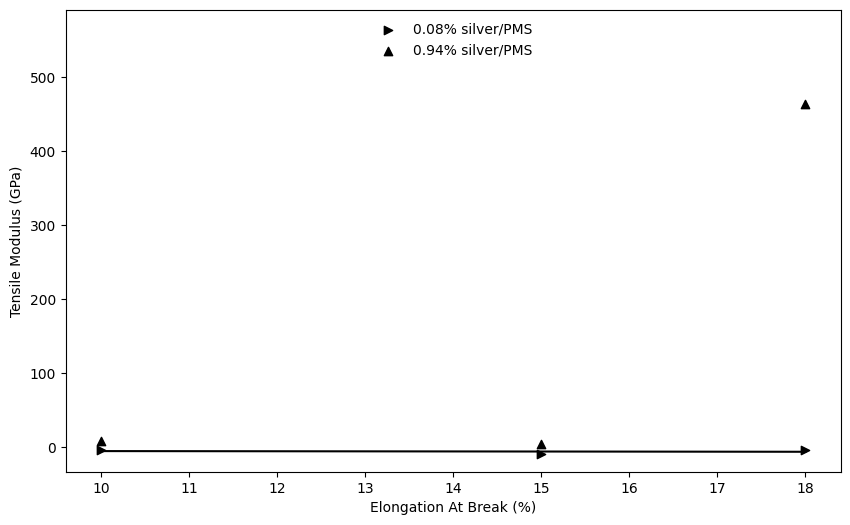 0.08% silver/PMS
0.94% silver/PMS
500
400
300
200
100
0
Tensile Modulus (GPa)
10 11 12 13 14 15 16 17 18
Elongation At Break (%)